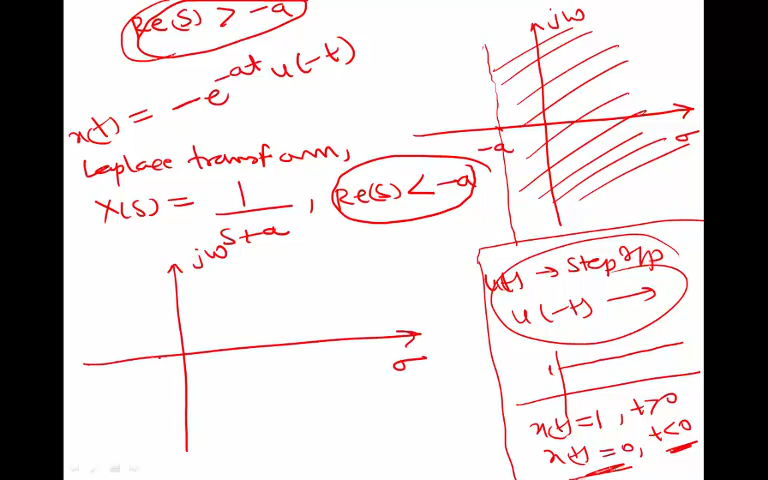 Re(s) > -a
x(t) = -e^-at u(-t)
Laplace transform,
X(s) = 1/s+a , Re(s) < -a
jω
σ
jω
-a
σ
u(t) → step i/p
u(-t) →
1
x(t) = 1, t>0
x(t) = 0, t<0